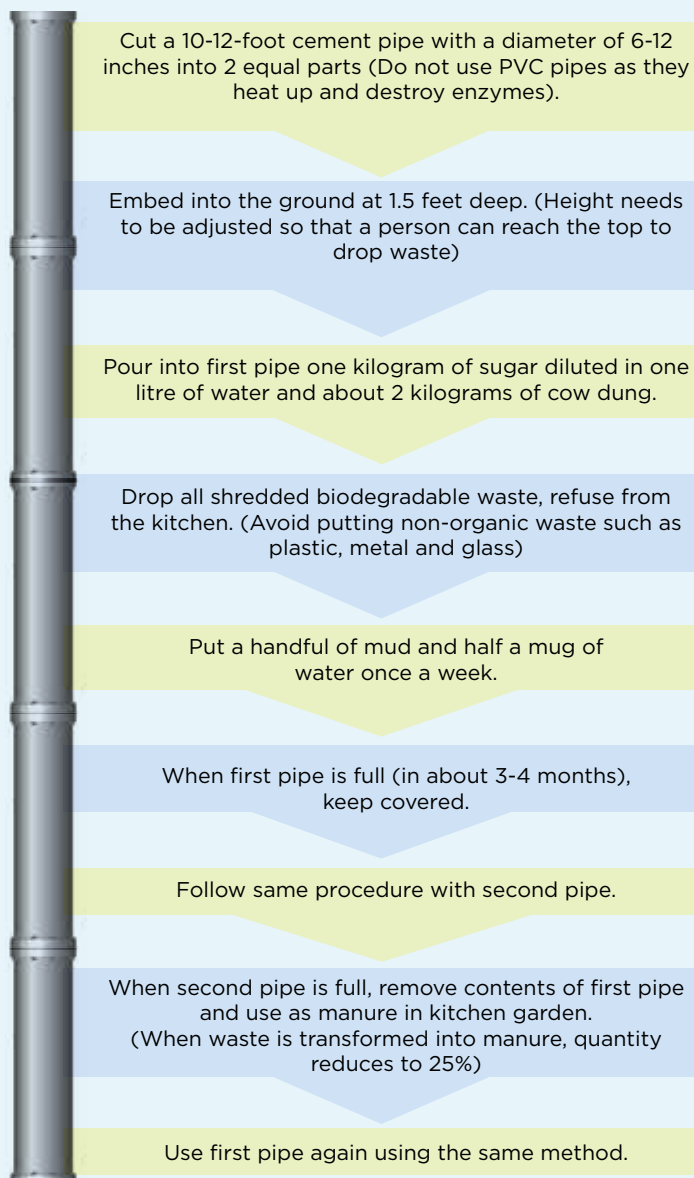 Cut a 10-12-foot cement pipe with a diameter of 6-12
inches into 2 equal parts (Do not use PVC pipes as they
heat up and destroy enzymes).
Embed into the ground at 1.5 feet deep. (Height needs
to be adjusted so that a person can reach the top to
drop waste)
Pour into first pipe one kilogram of sugar diluted in one
litre of water and about 2 kilograms of cow dung.
Drop all shredded biodegradable waste, refuse from
the kitchen. (Avoid putting non-organic waste such as
plastic, metal and glass)
Put a handful of mud and half a mug of
water once a week.
When first pipe is full (in about 3-4 months),
keep covered.
Follow same procedure with second pipe.
When second pipe is full, remove contents of first pipe
and use as manure in kitchen garden.
(When waste is transformed into manure, quantity
reduces to 25%)
Use first pipe again using the same method.